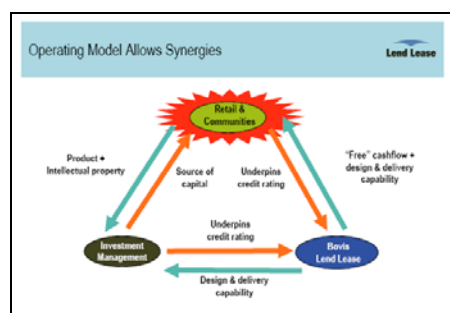 Operating Model Allows Synergies
Lend Lease
Retail &
Communities
Product +
Intellectual property
Source of
capital
Underpins
credit rating
"Free" cashflow +
design & delivery
capability
Underpins
credit rating
Investment
Management
Bovis
Lend Lease
Design & delivery
capability